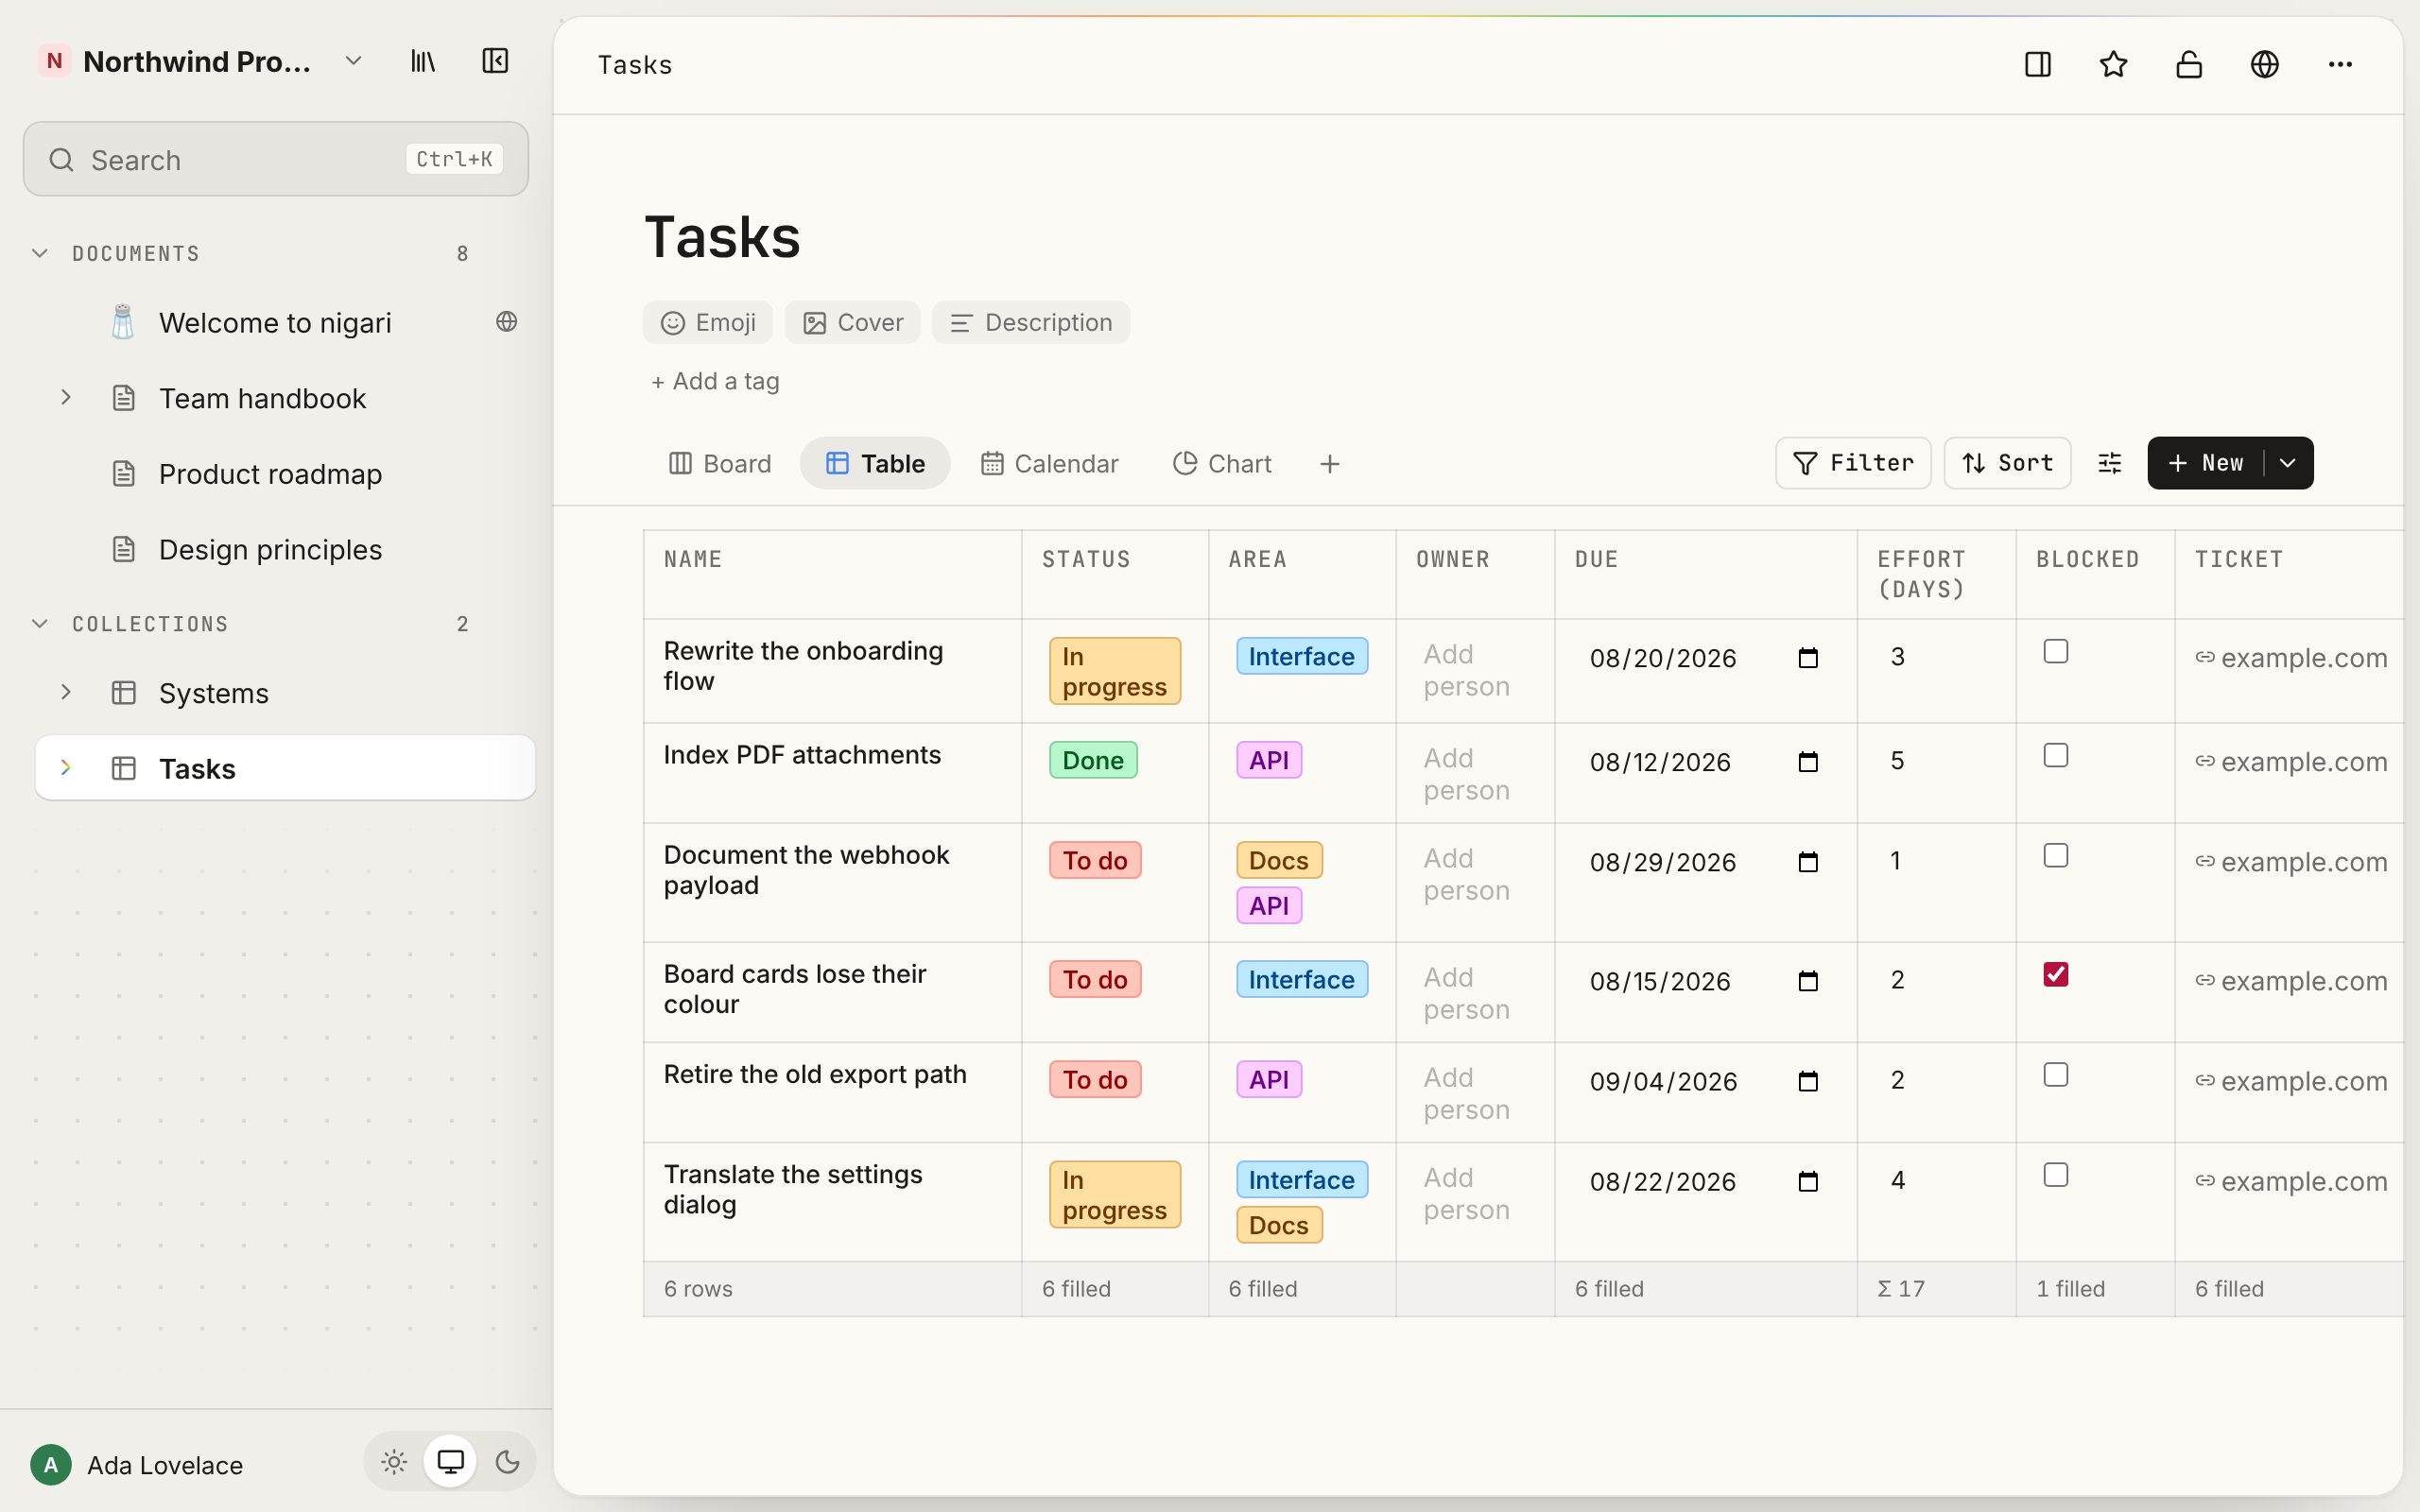 N Northwind Pro...
Search Ctrl+K
DOCUMENTS 8
Welcome to nigari
Team handbook
Product roadmap
Design principles
COLLECTIONS 2
Systems
Tasks
A Ada Lovelace
Tasks
Tasks
Emoji Cover Description
+ Add a tag
Board Table Calendar Chart +
Filter Sort + New
NAME STATUS AREA OWNER DUE EFFORT (DAYS) BLOCKED TICKET
Rewrite the onboarding flow In progress Interface Add person 08/20/2026 3 example.com
Index PDF attachments Done API Add person 08/12/2026 5 example.com
Document the webhook payload To do Docs API Add person 08/29/2026 1 example.com
Board cards lose their colour To do Interface Add person 08/15/2026 2 example.com
Retire the old export path To do API Add person 09/04/2026 2 example.com
Translate the settings dialog In progress Interface Docs Add person 08/22/2026 4 example.com
6 rows 6 filled 6 filled 6 filled Σ 17 1 filled 6 filled